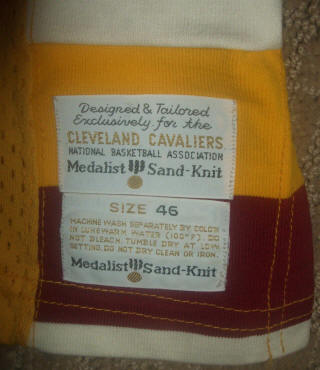 Designed & Tailored
Exclusively for the
CLEVELAND CAVALIERS
NATIONAL BASKETBALL ASSOCIATION
Medalist Sand-Knit
SIZE 46
MACHINE WASH SEPARATELY BY COLOR
IN LUKEWARM WATER (100°F). DO
NOT BLEACH. TUMBLE DRY AT LOW
SETTING. DO NOT DRY CLEAN OR IRON.
Medalist Sand-Knit